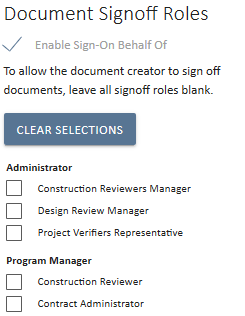 Document Signoff Roles
Enable Sign-On Behalf Of
To allow the document creator to sign off
documents, leave all signoff roles blank.
CLEAR SELECTIONS
Administrator
Construction Reviewers Manager
Design Review Manager
Project Verifiers Representative
Program Manager
Construction Reviewer
Contract Administrator